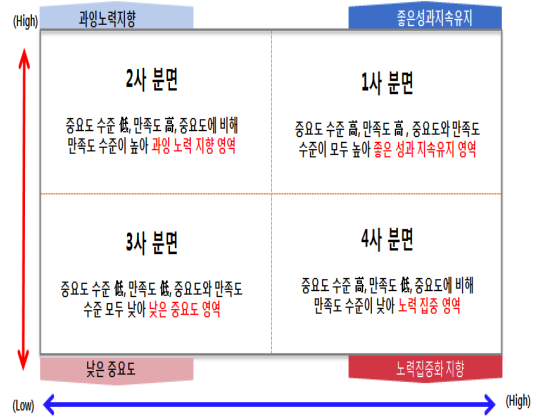 (High)
과잉노력지향
좋은성과지속유지
2사 분면
중요도 수준 低, 만족도 高, 중요도에 비해
만족도 수준이 높아 과잉 노력 지향 영역
1사 분면
중요도 수준 高, 만족도 高 , 중요도와 만족도
수준이 모두 높아 좋은 성과 지속유지 영역
3사 분면
중요도 수준 低, 만족도 低, 중요도와 만족도
수준 모두 낮아 낮은 중요도 영역
4사 분면
중요도 수준 高, 만족도 低, 중요도에 비해
만족도 수준이 낮아 노력 집중 영역
낮은 중요도
노력집중화 지향
(Low)
(High)